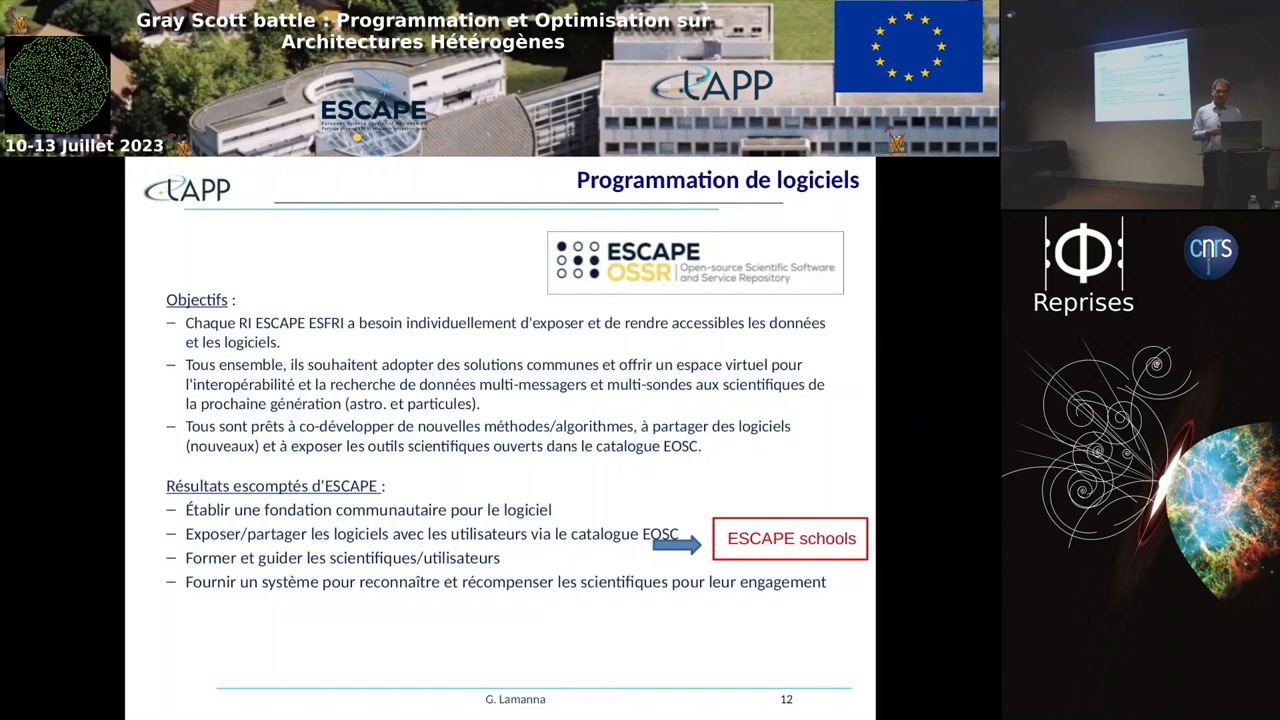 Gray Scott battle : Programmation et Optimisation sur
Architectures Hétérogènes
ESCAPE
LAPP
10-13 Juillet 2023
LAPP
Programmation de logiciels
ESCAPE
OSSR
Open-source Scientific Software
and Service Repository
Objectifs :
– Chaque RI ESCAPE ESFRI a besoin individuellement d'exposer et de rendre accessibles les données
et les logiciels.
– Tous ensemble, ils souhaitent adopter des solutions communes et offrir un espace virtuel pour
l'interopérabilité et la recherche de données multi-messagers et multi-sondes aux scientifiques de
la prochaine génération (astro. et particules).
– Tous sont prêts à co-développer de nouvelles méthodes/algorithmes, à partager des logiciels
(nouveaux) et à exposer les outils scientifiques ouverts dans le catalogue EOSC.
Résultats escomptés d'ESCAPE :
– Établir une fondation communautaire pour le logiciel
– Exposer/partager les logiciels avec les utilisateurs via le catalogue EOSC
– Former et guider les scientifiques/utilisateurs
– Fournir un système pour reconnaître et récompenser les scientifiques pour leur engagement
ESCAPE schools
G. Lamanna
12
Reprises
cnrs